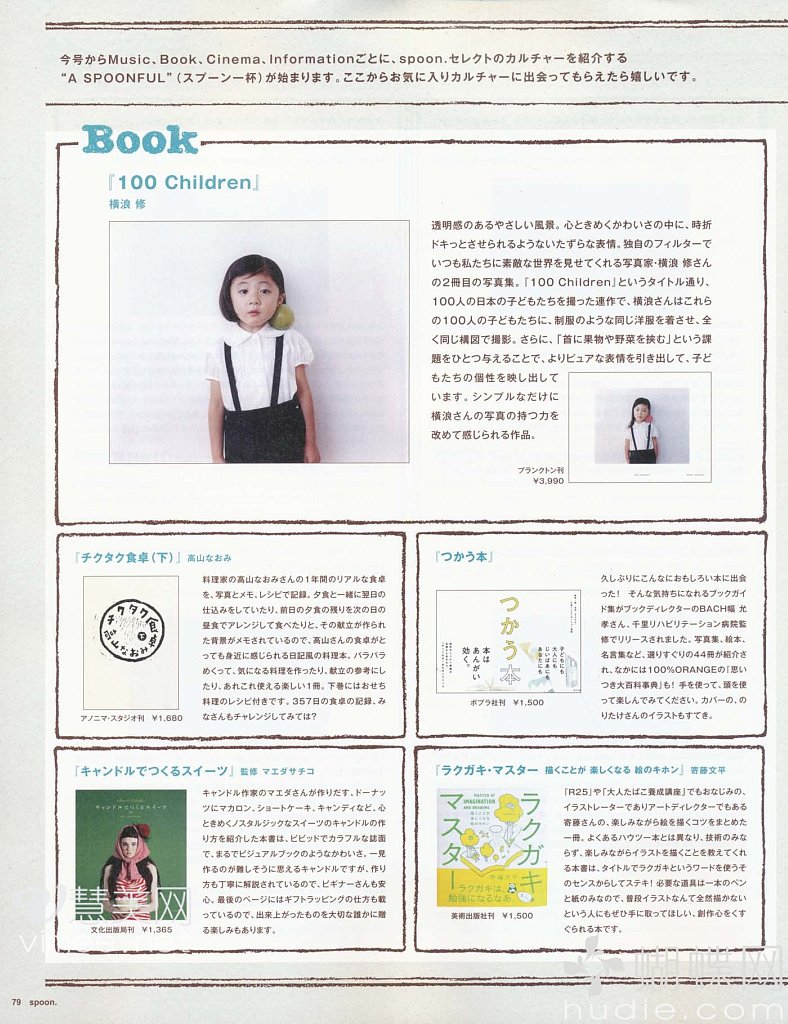 今号からMusic、Book、Cinema、Informationごとに、spoon.セレクトのカルチャーを紹介する
“A SPOONFUL”（スプーン一杯）が始まります。ここからお気に入りカルチャーに出会ってもらえたら嬉しいです。
Book
『100 Children』
横浪 修
透明感のあるやさしい風景。心ときめくかわいさの中に、時折
ドキっとさせられるようないたずらな表情。独自のフィルターで
いつも私たちに素敵な世界を見せてくれる写真家・横浪 修さん
の2冊目の写真集。『100 Children』というタイトル通り、
100人の日本の子どもたちを撮った連作で、横浪さんはこれら
の100人の子どもたちに、制服のような同じ洋服を着させ、全
く同じ構図で撮影。さらに、「首に果物や野菜を挟む」という課
題をひとつ与えることで、よりピュアな表情を引き出して、子ど
もたちの個性を映し出して
います。シンプルなだけに
横浪さんの写真の持つ力を
改めて感じられる作品。
プランクトン刊
¥3,990
『チクタク食卓（下）』 高山なおみ
チクタク食卓
下
高山なおみ
アノニマ・スタジオ刊 ¥1,680
料理家の高山なおみさんの1年間のリアルな食卓
を、写真とメモ、レシピで記録。夕食と一緒に翌日の
仕込みをしていたり、前日の夕食の残りを次の日の
昼食でアレンジして食べたりと、その献立が作られ
た背景がメモされているので、高山さんの食卓がと
っても身近に感じられる日記風の料理本。パラパラ
めくって、気になる料理を作ったり、献立の参考にし
たり、あれこれ使える楽しい1冊。下巻にはおせち
料理のレシピ付きです。357日の食卓の記録、み
なさんもチャレンジしてみては？
『つかう本』
つかう本
本は
あんがい
効く。
子どもにも
大人にも
じいばあにも
あなたにも
ポプラ社刊 ¥1,500
久しぶりにこんなにおもしろい本に出会
った！ そんな気持ちになれるブックガイ
ド集がブックディレクターのBACH幅 允
孝さん、千里リハビリテーション病院監
修でリリースされました。写真集、絵本、
名言集など、選りすぐりの44冊が紹介さ
れ、なかには100%ORANGEの『思い
つき大百科事典』も！ 手を使って、頭を使
って楽しんでみてください。カバーの、の
りたけさんのイラストもすてき。
『キャンドルでつくるスイーツ』 監修 マエダサチコ
キャンドルでつくるスイーツ
文化出版局刊 ¥1,365
キャンドル作家のマエダさんが作りだす、ドーナッ
ツにマカロン、ショートケーキ、キャンディなど、心
ときめくノスタルジックなスイーツのキャンドルの作
り方を紹介した本書は、ビビッドでカラフルな誌面
で、まるでビジュアルブックのようなかわいさ。一見
作るのが難しそうに思えるキャンドルですが、作り
方も丁寧に解説されているので、ビギナーさんも安
心。最後のページにはギフトラッピングの仕方も載
っているので、出来上がったものを大切な誰かに贈
る楽しみもあります。
『ラクガキ・マスター 描くことが 楽しくなる 絵のキホン』 寄藤文平
MASTER OF
IMAGINATION
AND DRAWING
描くことが
楽しくなる
絵のキホン
ラクガキ
マスター
寄藤文平
ラクガキは、
勉強になるなあ。
美術出版社刊 ¥1,500
『R25』や「大人たばこ養成講座」でもおなじみの、
イラストレーターでありアートディレクターでもある
寄藤さんの、楽しみながら絵を描くコツをまとめた
一冊。よくあるハウツー本とは異なり、技術のみな
らず、楽しみながらイラストを描くことを教えてくれ
る本書は、タイトルでラクガキというワードを使うそ
のセンスからしてステキ！ 必要な道具は一本のペン
と紙のみなので、普段イラストなんて全然描かない
という人にもぜひ手に取ってほしい、創作心をくす
ぐられる本です。
79 spoon.
慧美网
蝴蝶网
hudie.com